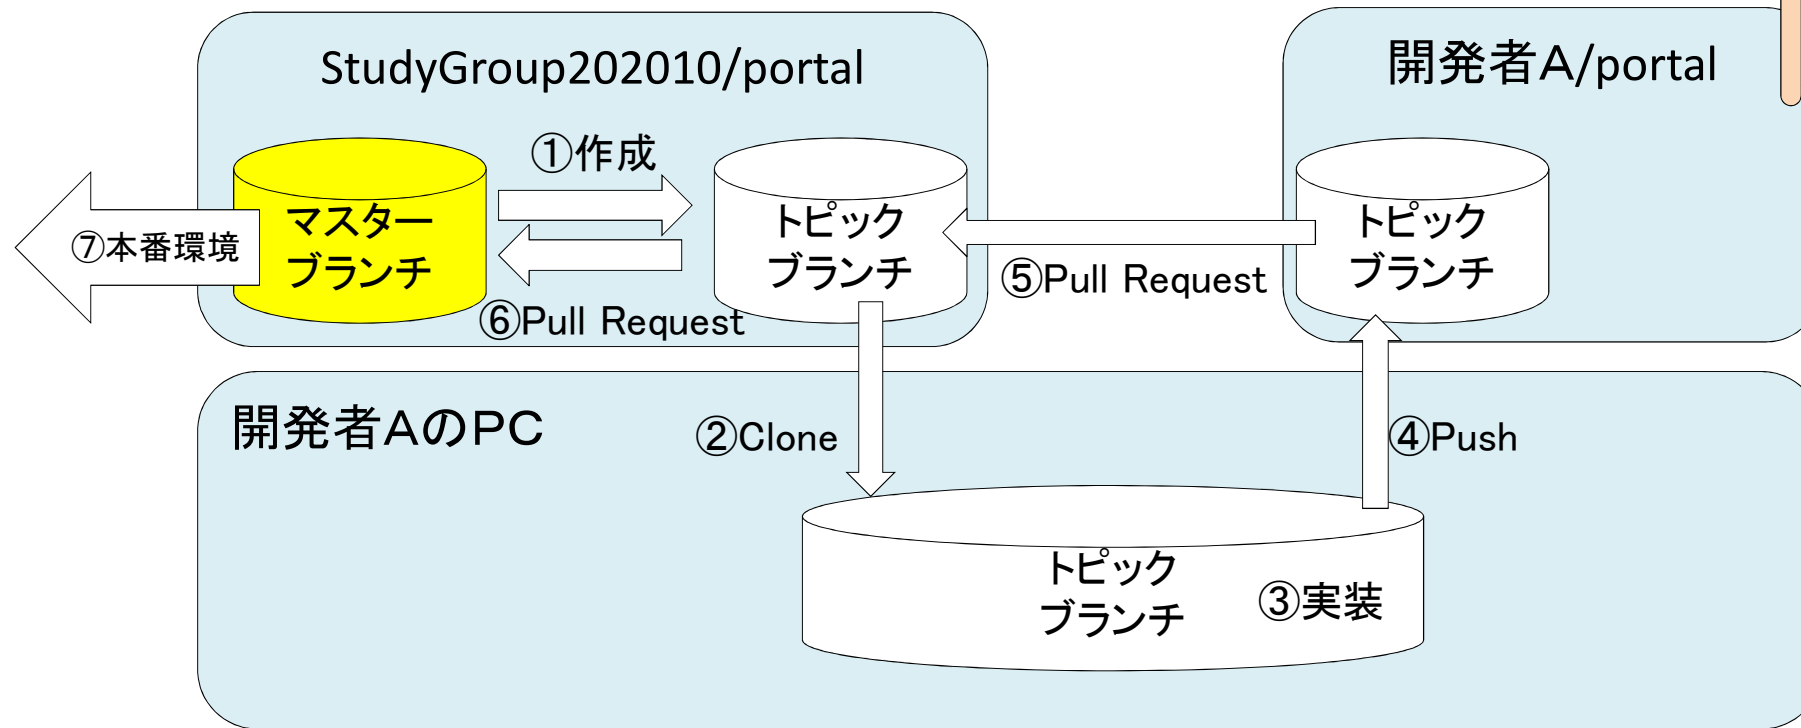 StudyGroup202010/portal
開発者Ａ/portal
①作成
マスター
ブランチ
トピック
ブランチ
トピック
ブランチ
⑦本番環境
⑤Pull Request
⑥Pull Request
開発者ＡのＰＣ
②Clone
④Push
トピック
ブランチ
③実装